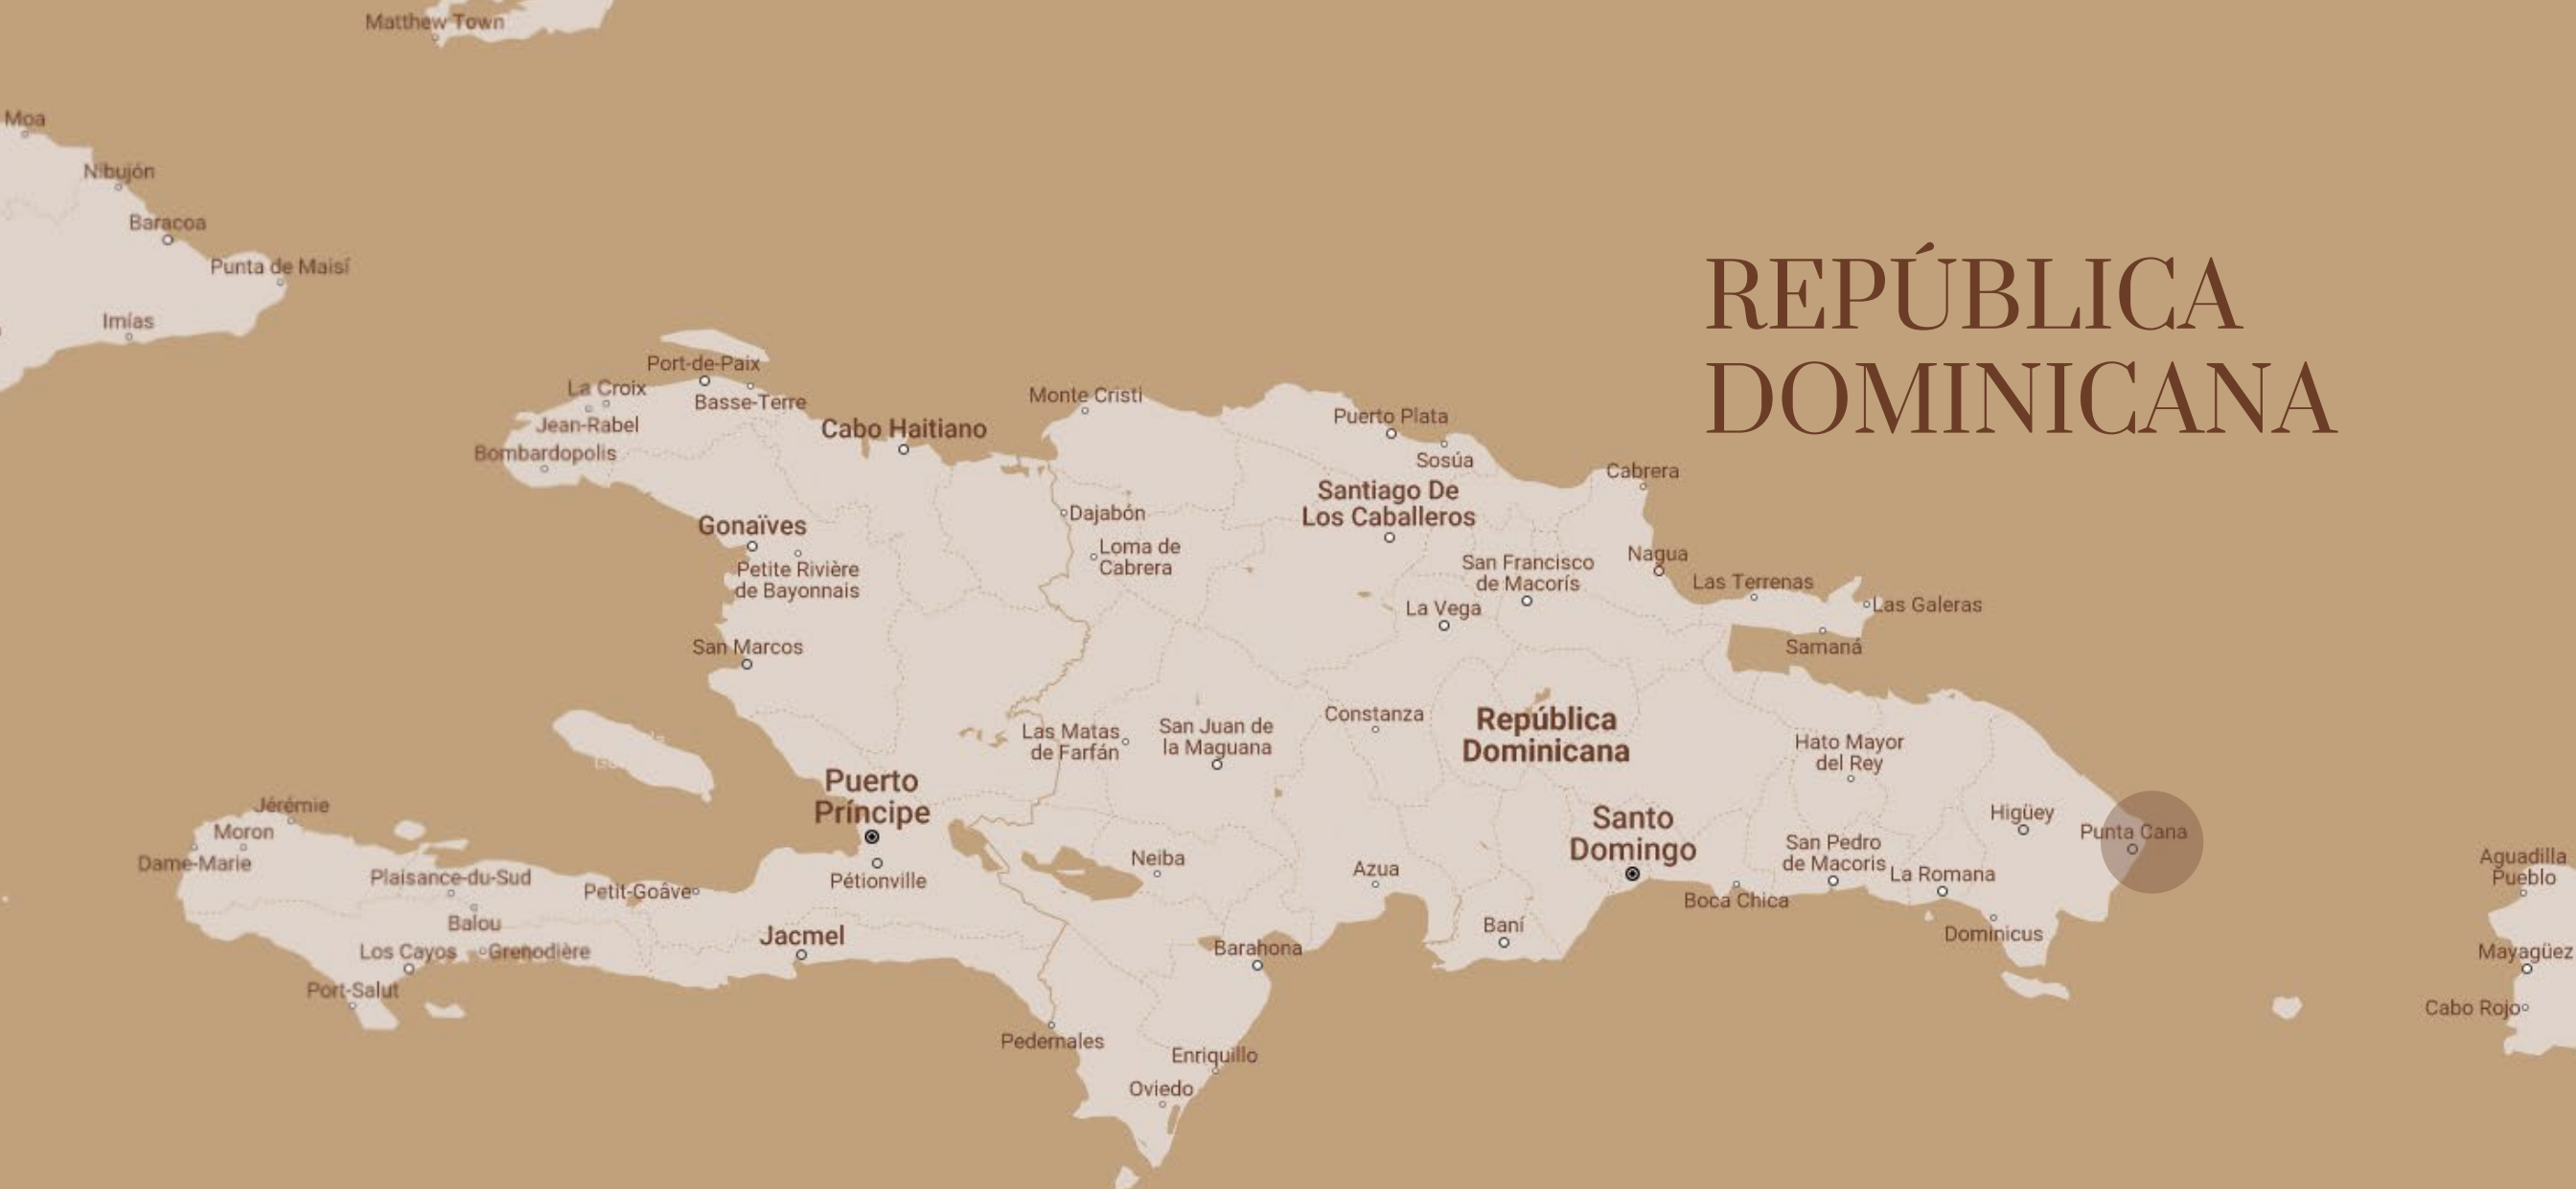 Matthew Town
Moa
Nibujón
Baracoa
Punta de Maisí
Imías
REPÚBLICA
DOMINICANA
Port-de-Paix
La Croix
Basse-Terre
Jean-Rabel
Bombardopolis
Cabo Haitiano
Monte Cristi
Puerto Plata
Sosúa
Cabrera
Santiago De
Los Caballeros
Gonaïves
Dajabón
Petite Rivière
de Bayonnais
Loma de
Cabrera
San Francisco
de Macorís
Nagua
Las Terrenas
Las Galeras
La Vega
Samaná
San Marcos
Las Matas
de Farfán
San Juan de
la Maguana
Constanza
República
Dominicana
Hato Mayor
del Rey
Puerto
Príncipe
Santo
Domingo
Higüey
Punta Cana
Jérémie
Moron
Dame-Marie
Plaisance-du-Sud
Petit-Goâve
Pétionville
Neiba
Azua
San Pedro
de Macoris
La Romana
Boca Chica
Aguadilla
Pueblo
Balou
Los Cayos
Grenodière
Jacmel
Barahona
Baní
Dominicus
Mayagüez
Port-Salut
Cabo Rojo
Pedernales
Enriquillo
Oviedo